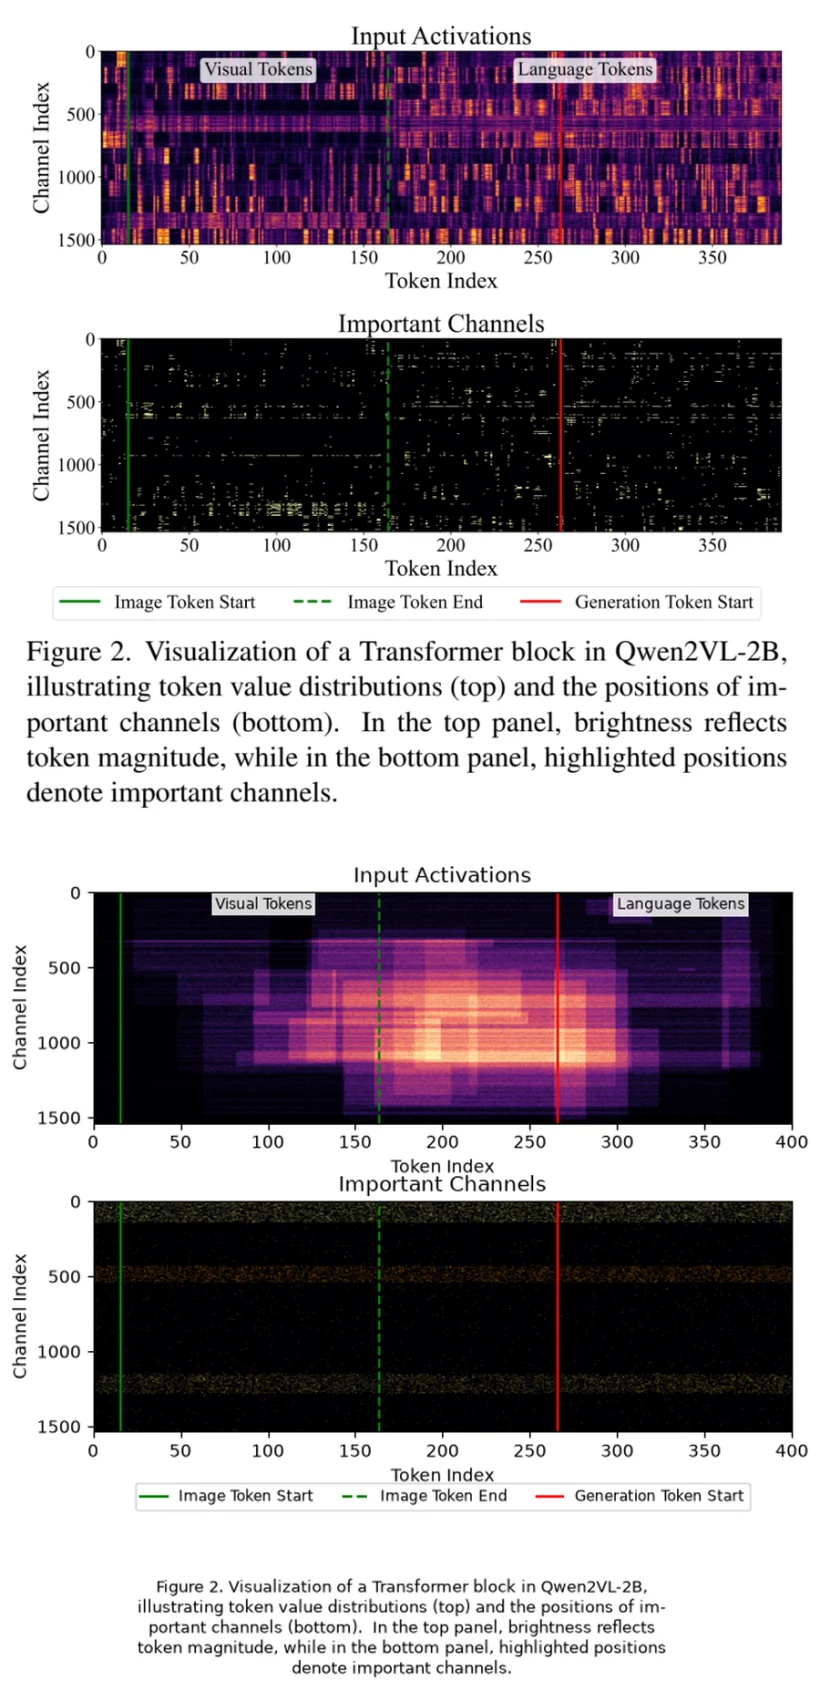 Input Activations
Visual Tokens
Language Tokens
Channel Index
0
500
1000
1500
0 50 100 150 200 250 300 350
Token Index
Important Channels
Channel Index
0
500
1000
1500
0 50 100 150 200 250 300 350
Token Index
Image Token Start Image Token End Generation Token Start
Figure 2. Visualization of a Transformer block in Qwen2VL-2B,
illustrating token value distributions (top) and the positions of im-
portant channels (bottom). In the top panel, brightness reflects
token magnitude, while in the bottom panel, highlighted positions
denote important channels.
Input Activations
Visual Tokens
Language Tokens
Channel Index
0
500
1000
1500
0 50 100 150 200 250 300 350 400
Token Index
Important Channels
Channel Index
0
500
1000
1500
0 50 100 150 200 250 300 350 400
Token Index
Image Token Start Image Token End Generation Token Start
Figure 2. Visualization of a Transformer block in Qwen2VL-2B,
illustrating token value distributions (top) and the positions of im-
portant channels (bottom). In the top panel, brightness reflects
token magnitude, while in the bottom panel, highlighted positions
denote important channels.